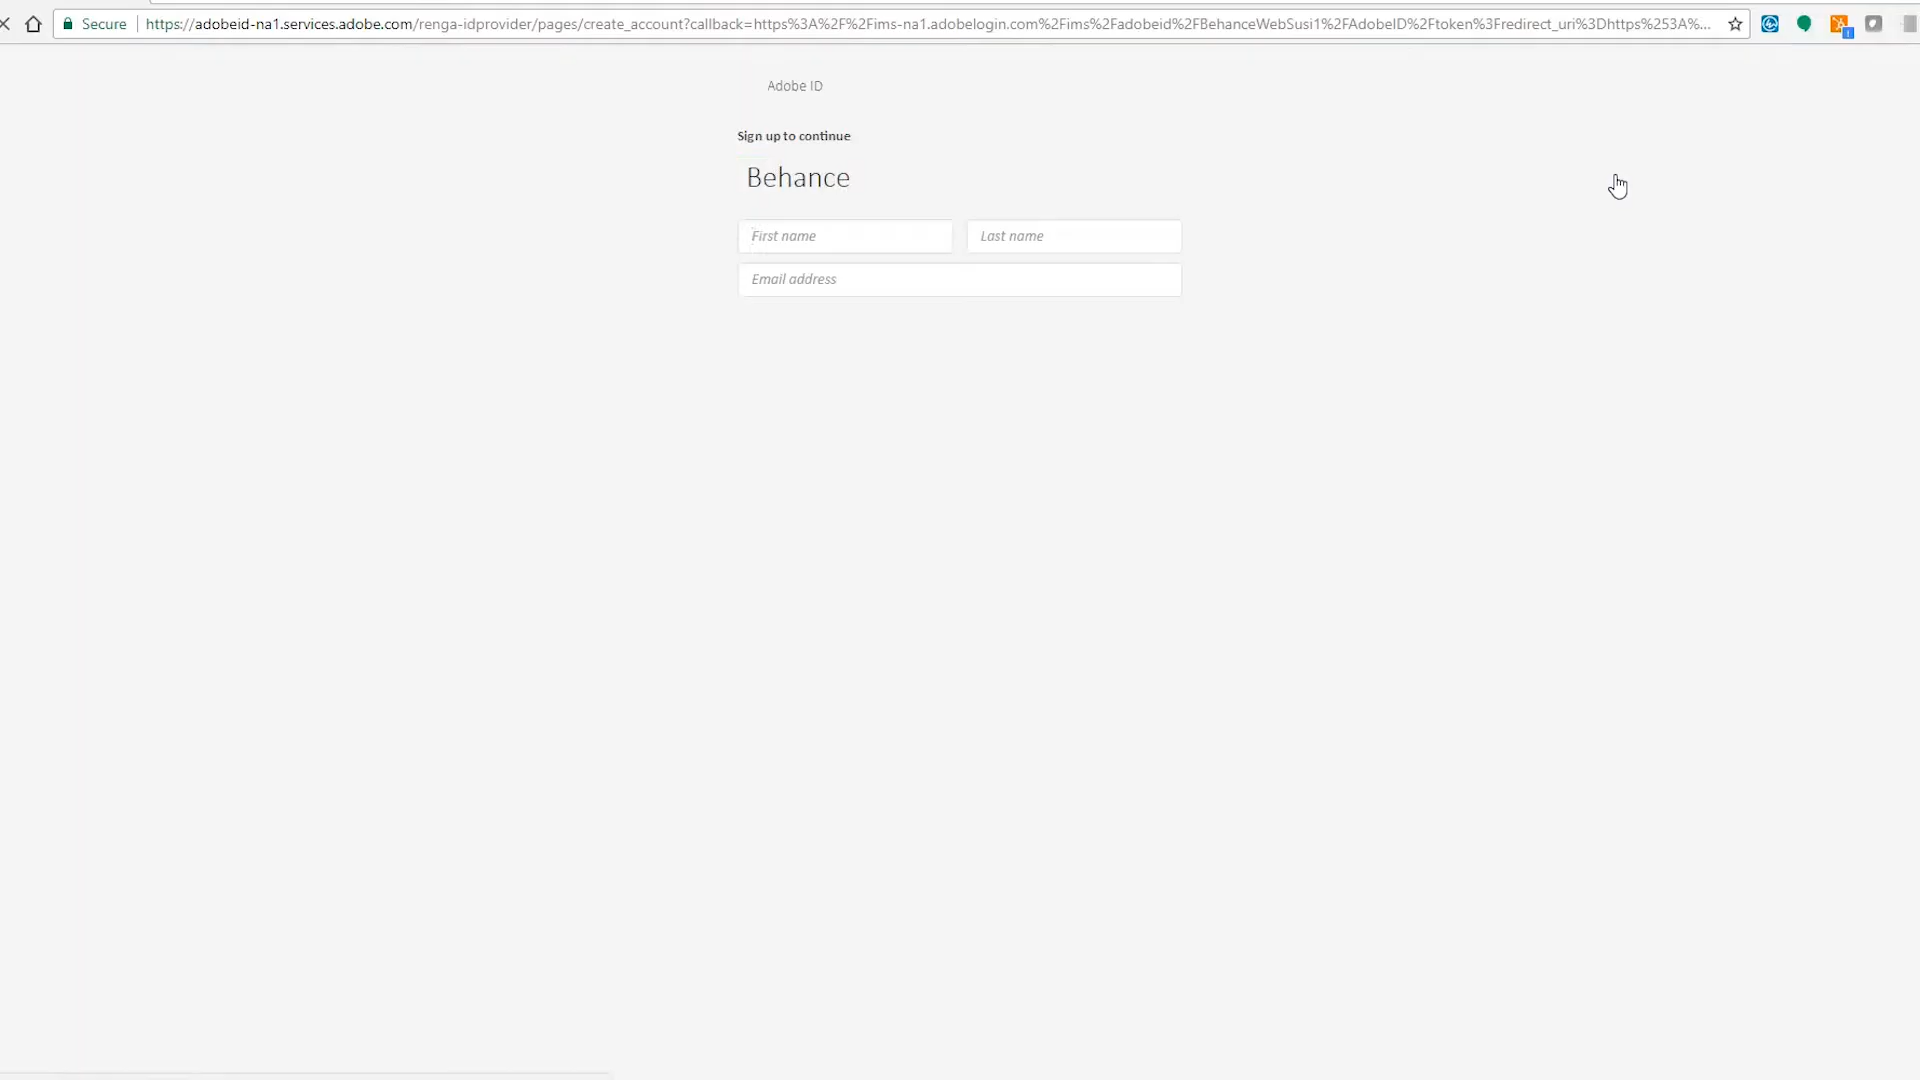 Secure https://adobeid-na1.services.adobe.com/renga-idprovider/pages/create_account?callback=https%3A%2F%2Fims-na1.adobelogin.com%2Fims%2Fadobeid%2FBehanceWebSusi1%2FAdobeID%2Ftoken%3Fredirect_uri%3Dhttps%253A%...
Adobe ID
Sign up to continue
Behance
First name Last name
Email address